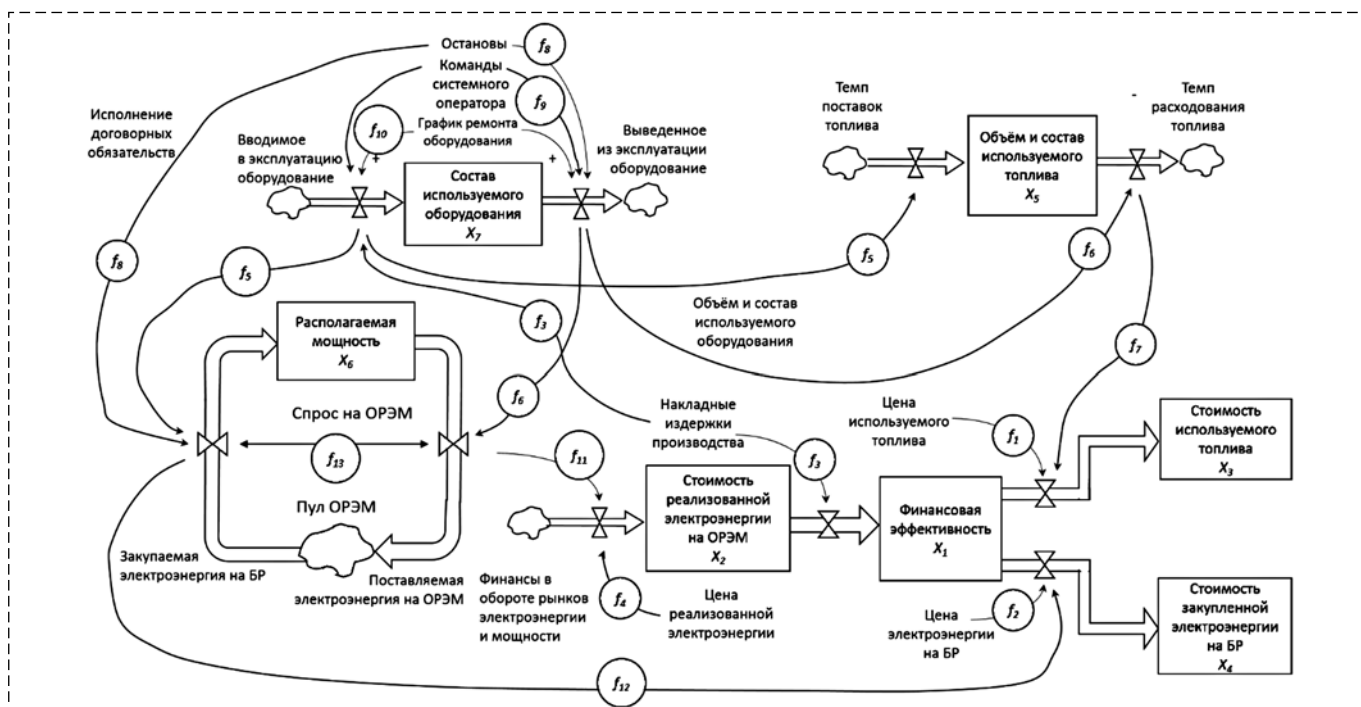 Остановы
f8
Команды
системного
оператора
f9
f10
График ремонта
оборудования
+
+
Исполнение
договорных
обязательств
Вводимое
в эксплуатацию
оборудование
Выведенное
из эксплуатации
оборудование
Состав
используемого
оборудования
X7
Темп
поставок
топлива
Объём и состав
используемого
топлива
X5
-
Темп
расходования
топлива
f8
f5
f5
f6
f3
Объём и состав
используемого
оборудования
f7
Располагаемая
мощность
X6
f6
Спрос на ОРЭМ
f13
Пул ОРЭМ
Закупаемая
электроэнергия на БР
Поставляемая
электроэнергия на ОРЭМ
Накладные
издержки
производства
f3
f11
Цена
используемого
топлива
f1
Стоимость
используемого
топлива
X3
Стоимость
реализованной
электроэнергии
на ОРЭМ
X2
Финансовая
эффективность
X1
Финансы в
обороте рынков
электроэнергии
и мощности
f4
Цена
реализованной
электроэнергии
f2
Цена
электроэнергии
на БР
Стоимость
закупленной
электроэнергии
на БР
X4
f12